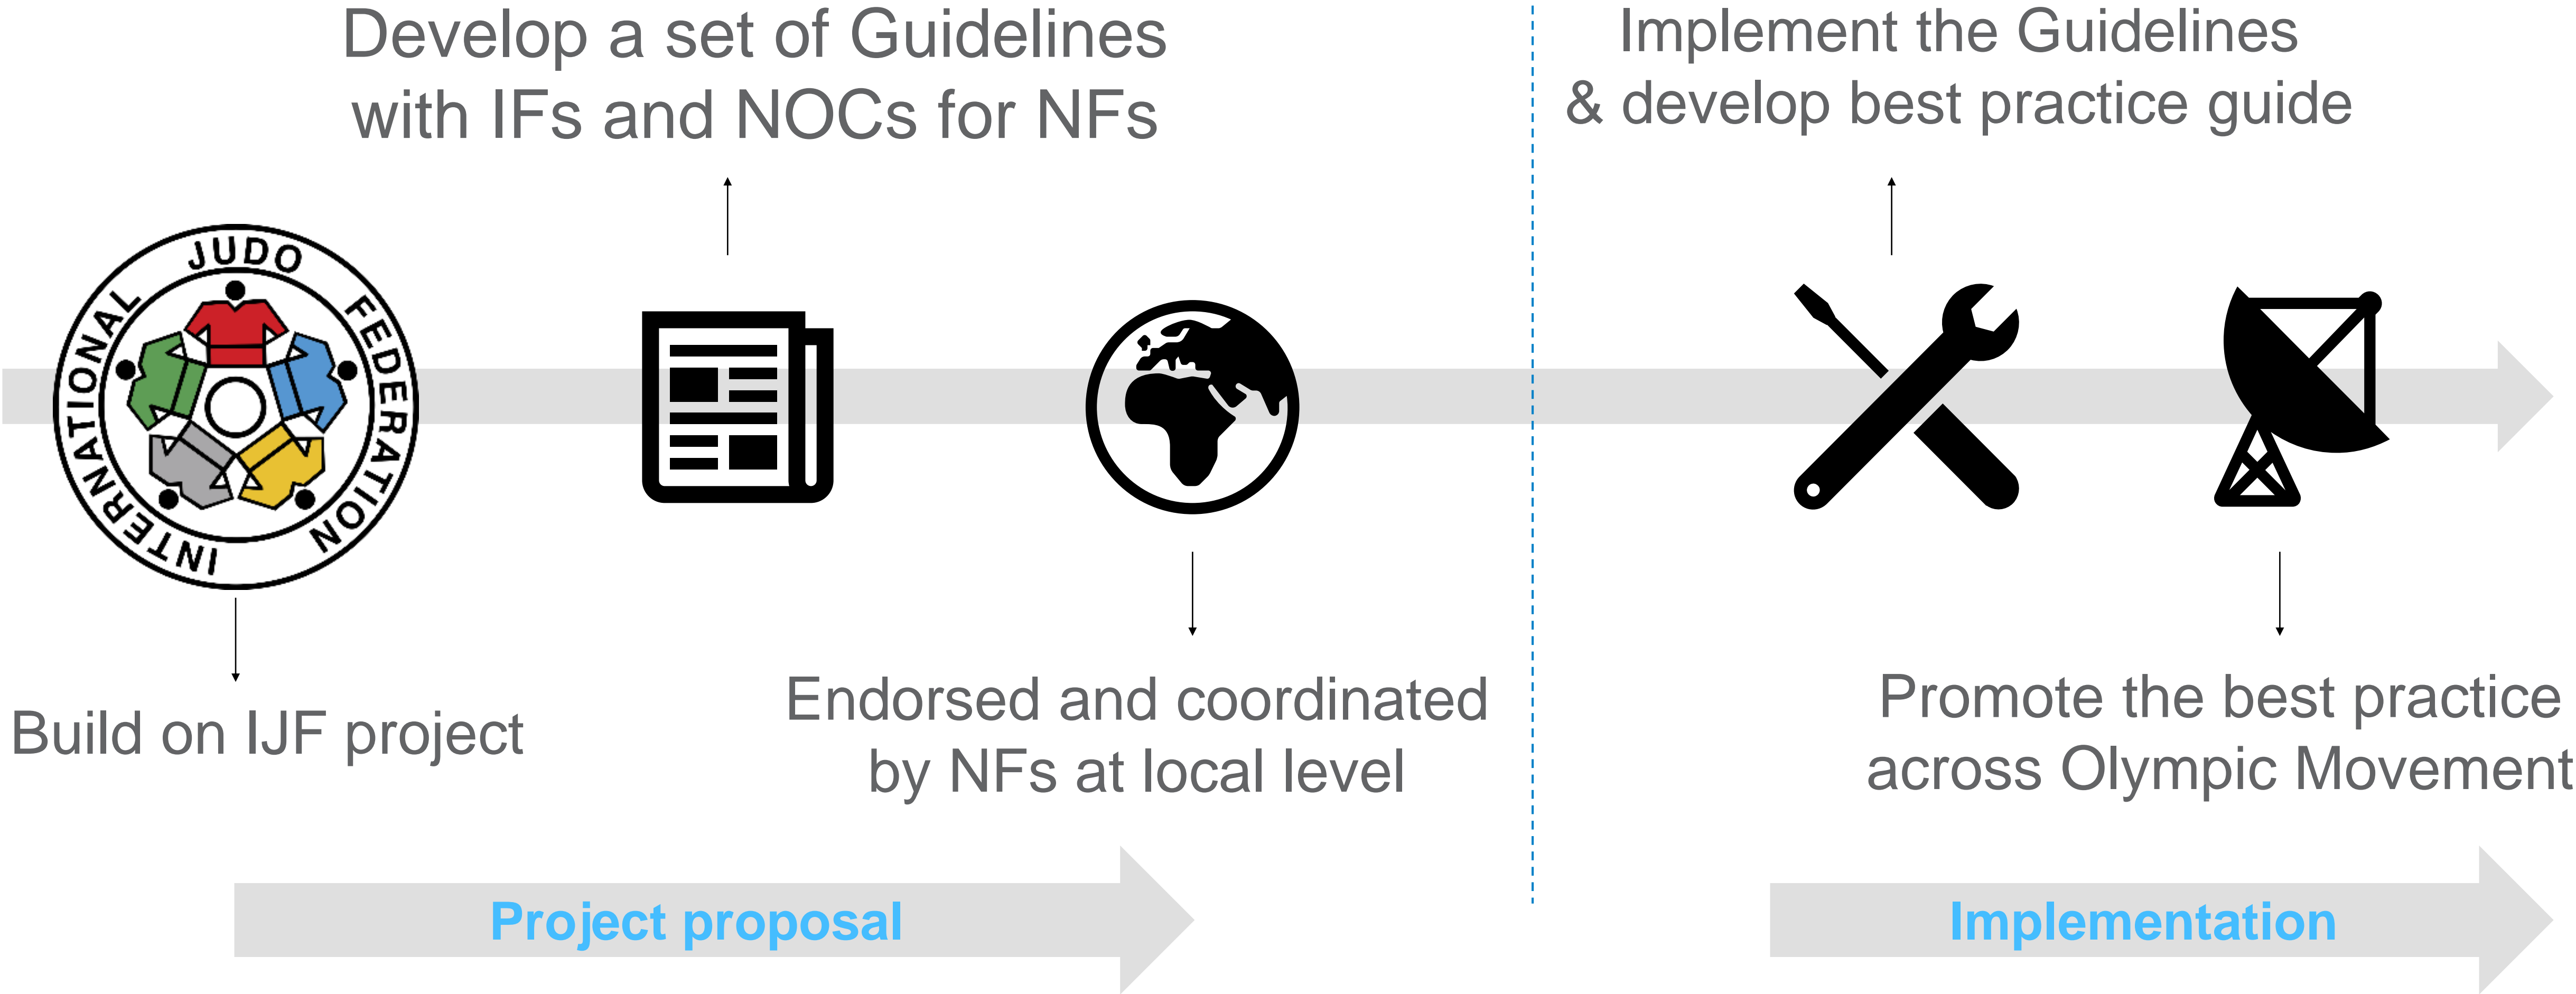 Develop a set of Guidelines
with IFs and NOCs for NFs
Implement the Guidelines
& develop best practice guide
INTERNATIONAL JUDO FEDERATION
Build on IJF project
Endorsed and coordinated
by NFs at local level
Promote the best practice
across Olympic Movement
Project proposal
Implementation